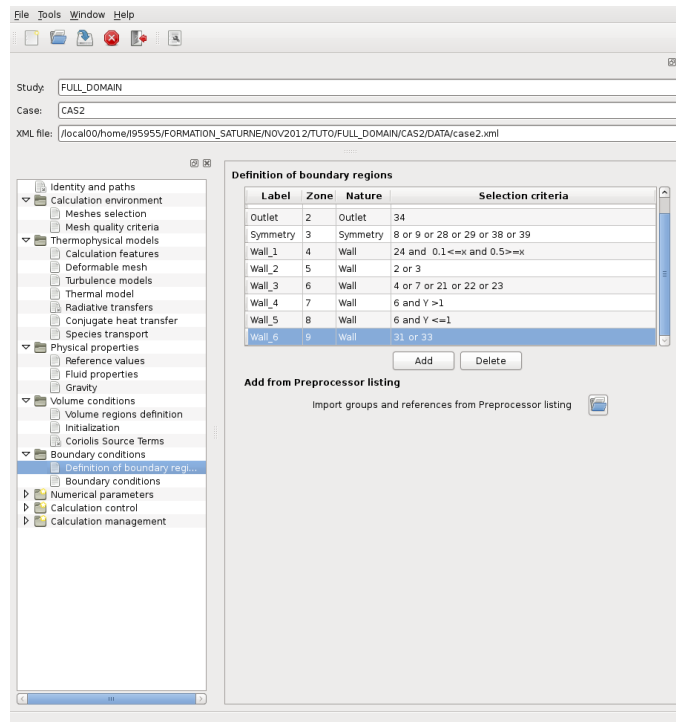 File Tools Window Help
Study: FULL_DOMAIN
Case: CAS2
XML file: /local00/home/I95955/FORMATION_SATURNE/NOV2012/TUTO/FULL_DOMAIN/CAS2/DATA/case2.xml
Identity and paths
Calculation environment
Meshes selection
Mesh quality criteria
Thermophysical models
Calculation features
Deformable mesh
Turbulence models
Thermal model
Radiative transfers
Conjugate heat transfer
Species transport
Physical properties
Reference values
Fluid properties
Gravity
Volume conditions
Volume regions definition
Initialization
Coriolis Source Terms
Boundary conditions
Definition of boundary regi...
Boundary conditions
Numerical parameters
Calculation control
Calculation management
Definition of boundary regions
Label Zone Nature Selection criteria
Outlet 2 Outlet 34
Symmetry 3 Symmetry 8 or 9 or 28 or 29 or 38 or 39
Wall_1 4 Wall 24 and 0.1<=x and 0.5>=x
Wall_2 5 Wall 2 or 3
Wall_3 6 Wall 4 or 7 or 21 or 22 or 23
Wall_4 7 Wall 6 and Y >1
Wall_5 8 Wall 6 and Y <=1
Wall_6 9 Wall 31 or 33
Add Delete
Add from Preprocessor listing
Import groups and references from Preprocessor listing